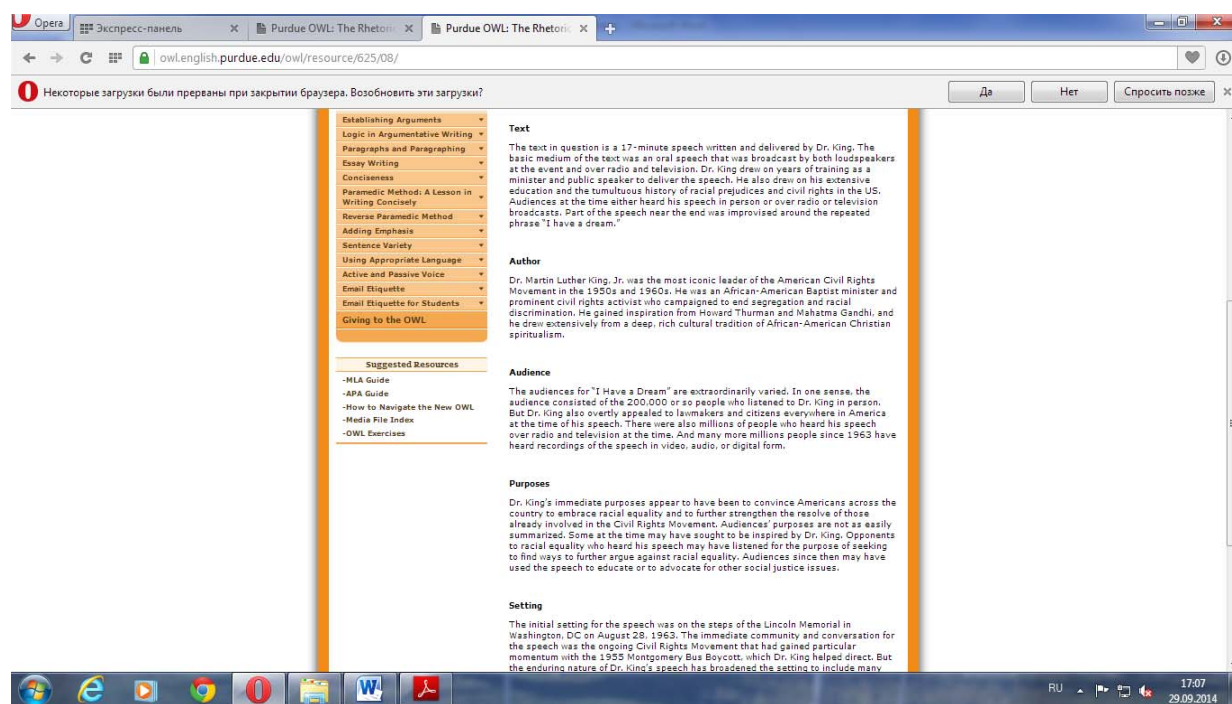 Opera
Экспресс-панель
Purdue OWL: The Rhetoric
Purdue OWL: The Rhetoric
owl.english.purdue.edu/owl/resource/625/08/
Некоторые загрузки были прерваны при закрытии браузера. Возобновить эти загрузки?
Да
Нет
Спросить позже
Establishing Arguments
Logic in Argumentative Writing
Paragraphs and Paragraphing
Essay Writing
Conciseness
Paramedic Method: A Lesson in
Writing Concisely
Reverse Paramedic Method
Adding Emphasis
Sentence Variety
Using Appropriate Language
Active and Passive Voice
Email Etiquette
Email Etiquette for Students
Giving to the OWL
Suggested Resources
-MLA Guide
-APA Guide
-How to Navigate the New OWL
-Media File Index
-OWL Exercises
Text
The text in question is a 17-minute speech written and delivered by Dr. King. The
basic medium of the text was an oral speech that was broadcast by both loudspeakers
at the event and over radio and television. Dr. King drew on years of training as a
minister and public speaker to deliver the speech. He also drew on his extensive
education and the tumultuous history of racial prejudices and civil rights in the US.
Audiences at the time either heard his speech in person or over radio or television
broadcasts. Part of the speech near the end was improvised around the repeated
phrase "I have a dream."
Author
Dr. Martin Luther King, Jr. was the most iconic leader of the American Civil Rights
Movement in the 1950s and 1960s. He was an African-American Baptist minister and
prominent civil rights activist who campaigned to end segregation and racial
discrimination. He gained inspiration from Howard Thurman and Mahatma Gandhi, and
he drew extensively from a deep, rich cultural tradition of African-American Christian
spiritualism.
Audience
The audiences for "I Have a Dream" are extraordinarily varied. In one sense, the
audience consisted of the 200,000 or so people who listened to Dr. King in person.
But Dr. King also overtly appealed to lawmakers and citizens everywhere in America
at the time of his speech. There were also millions of people who heard his speech
over radio and television at the time. And many more millions people since 1963 have
heard recordings of the speech in video, audio, or digital form.
Purposes
Dr. King's immediate purposes appear to have been to convince Americans across the
country to embrace racial equality and to further strengthen the resolve of those
already involved in the Civil Rights Movement. Audiences' purposes are not as easily
summarized. Some at the time may have sought to be inspired by Dr. King. Opponents
to racial equality who heard his speech may have listened for the purpose of seeking
to find ways to further argue against racial equality. Audiences since then may have
used the speech to educate or to advocate for other social justice issues.
Setting
The initial setting for the speech was on the steps of the Lincoln Memorial in
Washington, DC on August 28, 1963. The immediate community and conversation for
the speech was the ongoing Civil Rights Movement that had gained particular
momentum with the 1955 Montgomery Bus Boycott, which Dr. King helped direct. But
the enduring nature of Dr. King's speech has broadened the setting to include many
RU
17:07
29.09.2014